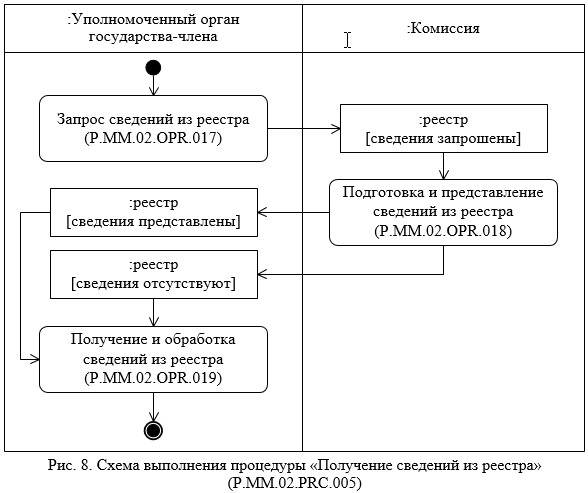 :Уполномоченный орган
государства-члена
:Комиссия
Запрос сведений из реестра
(P.MM.02.OPR.017)
:реестр
[сведения запрошены]
Подготовка и представление
сведений из реестра
(P.MM.02.OPR.018)
:реестр
[сведения представлены]
:реестр
[сведения отсутствуют]
Получение и обработка
сведений из реестра
(P.MM.02.OPR.019)
Рис. 8. Схема выполнения процедуры «Получение сведений из реестра»
(P.MM.02.PRC.005)